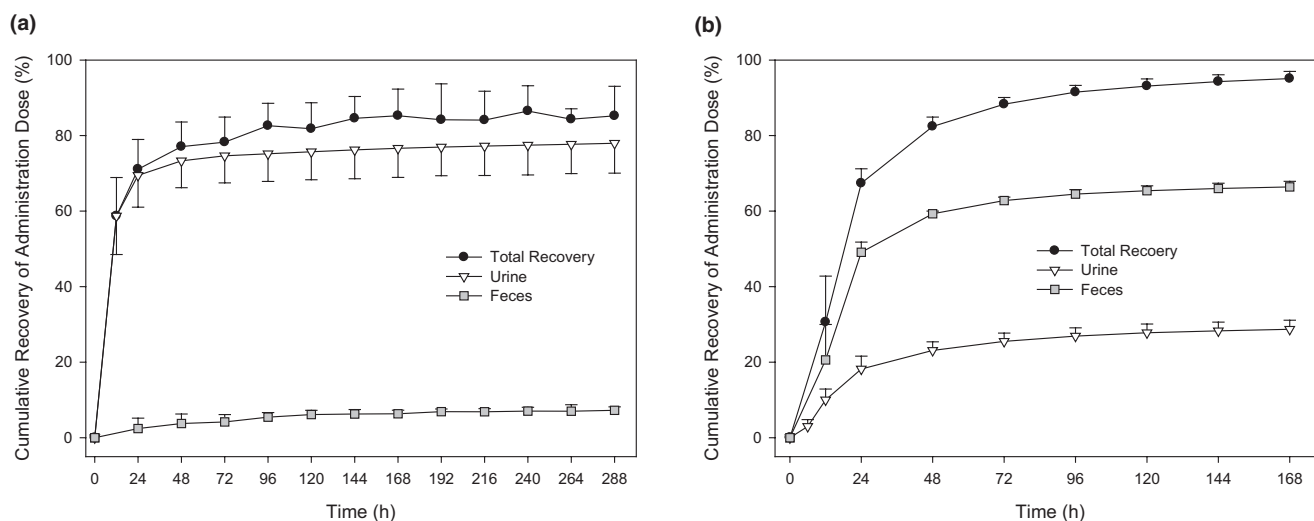 (a)
Cumulative Recovery of Administration Dose (%)
100
80
60
40
20
0
Total Recovery
Urine
Feces
0 24 48 72 96 120 144 168 192 216 240 264 288
Time (h)
(b)
Cumulative Recovery of Administration Dose (%)
100
80
60
40
20
0
Total Recoery
Urine
Feces
0 24 48 72 96 120 144 168
Time (h)